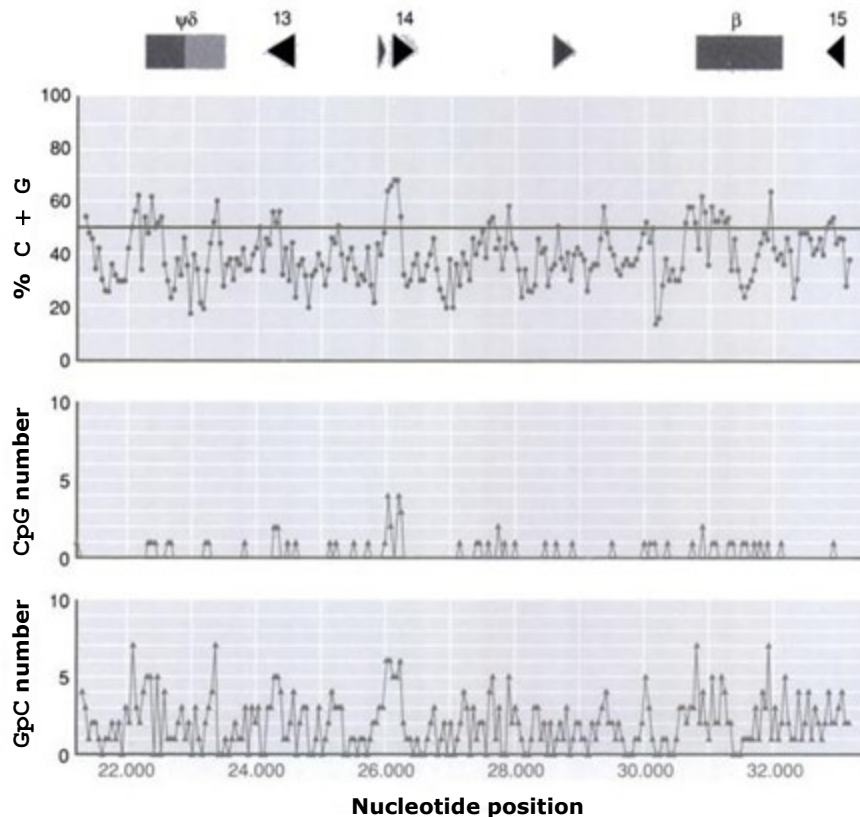 ψδ 13 14 β 15
100
80
60
40
20
0
% C + G
10
5
0
CpG number
10
5
0
GpC number
22.000 24.000 26.000 28.000 30.000 32.000
Nucleotide position